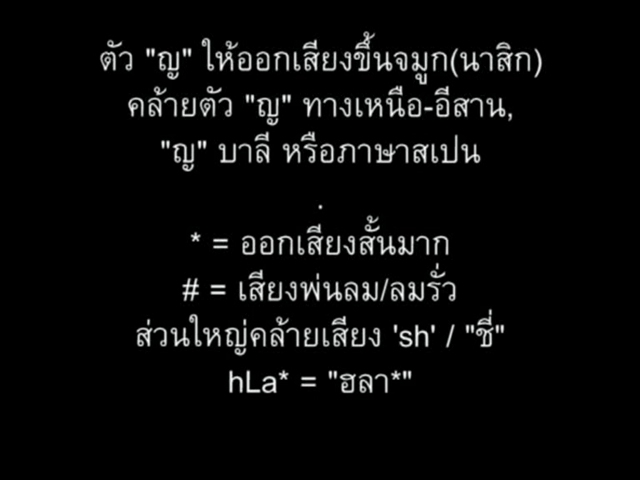 ตัว "ญ" ให้ออกเสียงขึ้นจมูก(นาสิก)
คล้ายตัว "ญ" ทางเหนือ-อีสาน,
"ญ" บาลี หรือภาษาสเปน
.
* = ออกเสี่ยงสั้นมาก
# = เสียงพ่นลม/ลมรั่ว
ส่วนใหญ่คล้ายเสียง 'sh' / "ชี่"
hLa* = "ฮลา*"